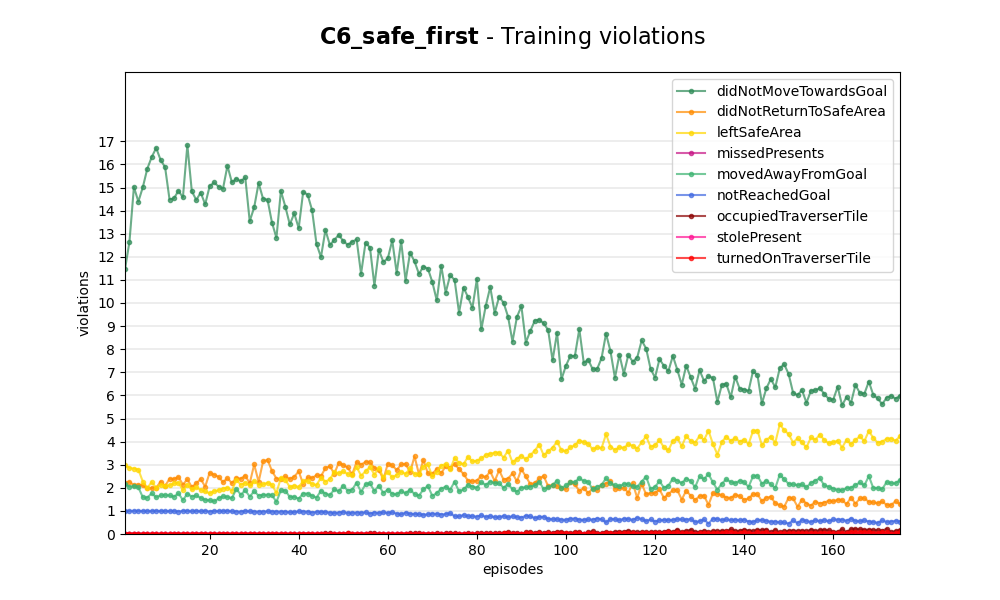 C6_safe_first - Training violations
didNotMoveTowardsGoal
didNotReturnToSafeArea
leftSafeArea
missedPresents
movedAwayFromGoal
notReachedGoal
occupiedTraverserTile
stolePresent
turnedOnTraverserTile
violations
17
16
15
14
13
12
11
10
9
8
7
6
5
4
3
2
1
0
20 40 60 80 100 120 140 160
episodes